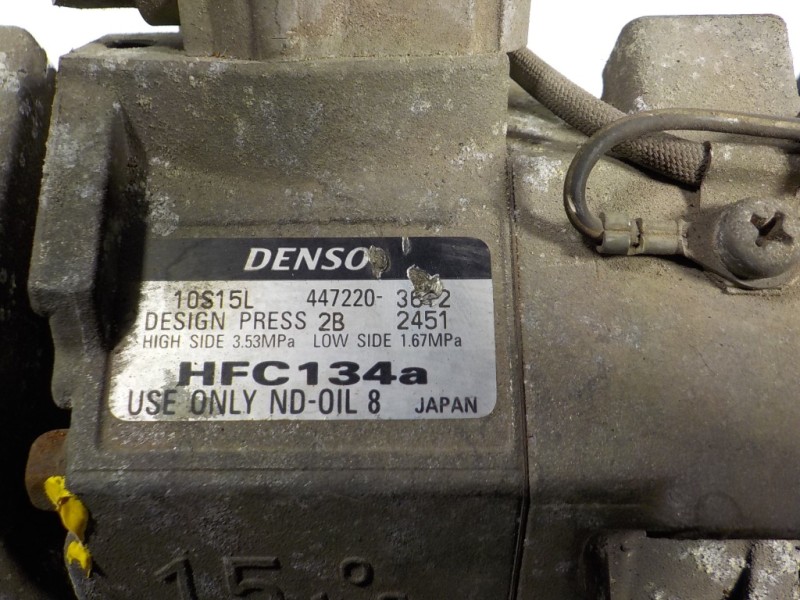 DENSO
10S15L 447220-
DESIGN PRESS 2B 2451
HIGH SIDE 3.53MPa LOW SIDE 1.67MPa
HFC134a
USE ONLY ND-OIL 8 JAPAN
15